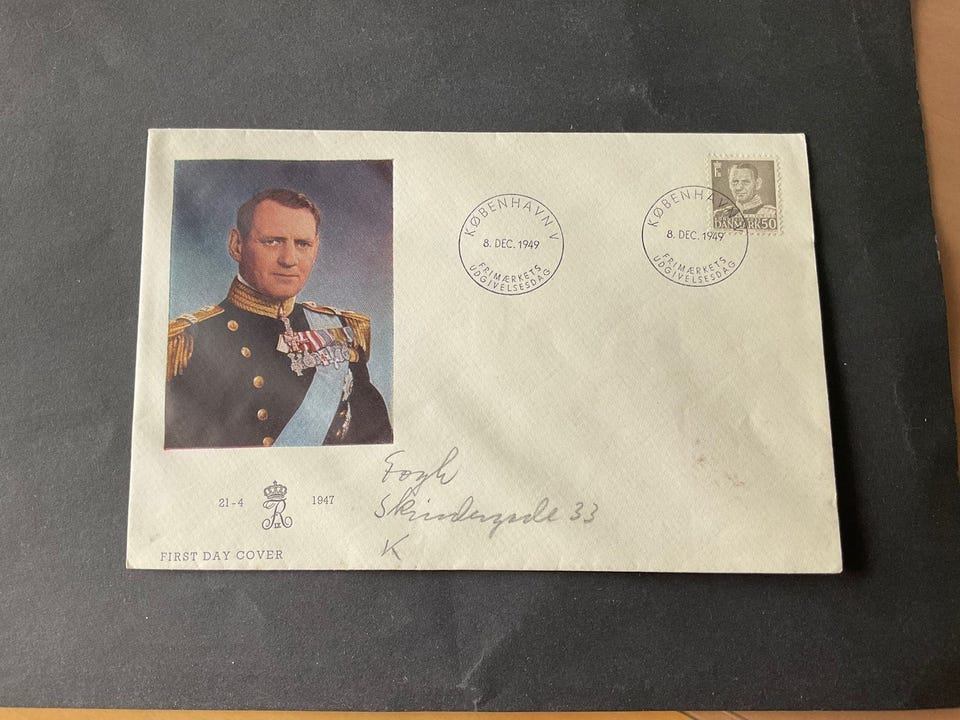 KØBENHAVN V
8. DEC. 1949
FRIMÆRKETS
UDGIVELSESDAG
KØBENHAVN V
8. DEC. 1949
FRIMÆRKETS
UDGIVELSESDAG
DANMARK 50
Fogh
Skindergade 33
K
21-4 R IX 1947
FIRST DAY COVER